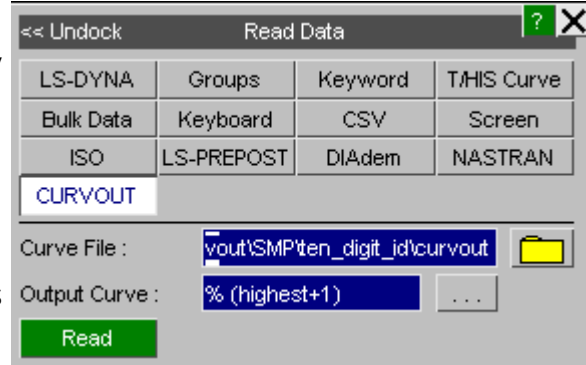 << Undock Read Data ? X
LS-DYNA Groups Keyword T/HIS Curve
Bulk Data Keyboard CSV Screen
ISO LS-PREPOST DIAdem NASTRAN
CURVOUT
Curve File : vout\SMP\ten_digit_id\curvout
Output Curve : % (highest+1) ...
Read